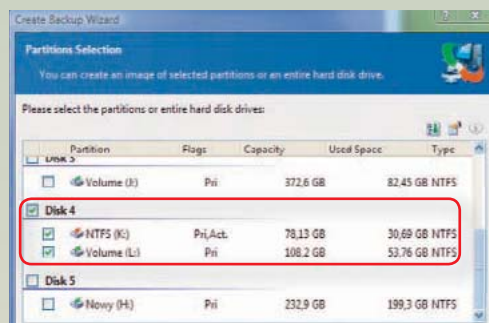 Create Backup Wizard
Partitions Selection
You can create an image of selected partitions or an entire hard disk drive.
Please select the partitions or entire hard disk drives:
Partition Flags Capacity Used Space Type
Disk 3
Volume (J:) Pri 372,6 GB 82,45 GB NTFS
Disk 4
NTFS (K:) Pri,Act. 78,13 GB 30,69 GB NTFS
Volume (L:) Pri 108,2 GB 53,76 GB NTFS
Disk 5
Nowy (H:) Pri 232,9 GB 199,3 GB NTFS